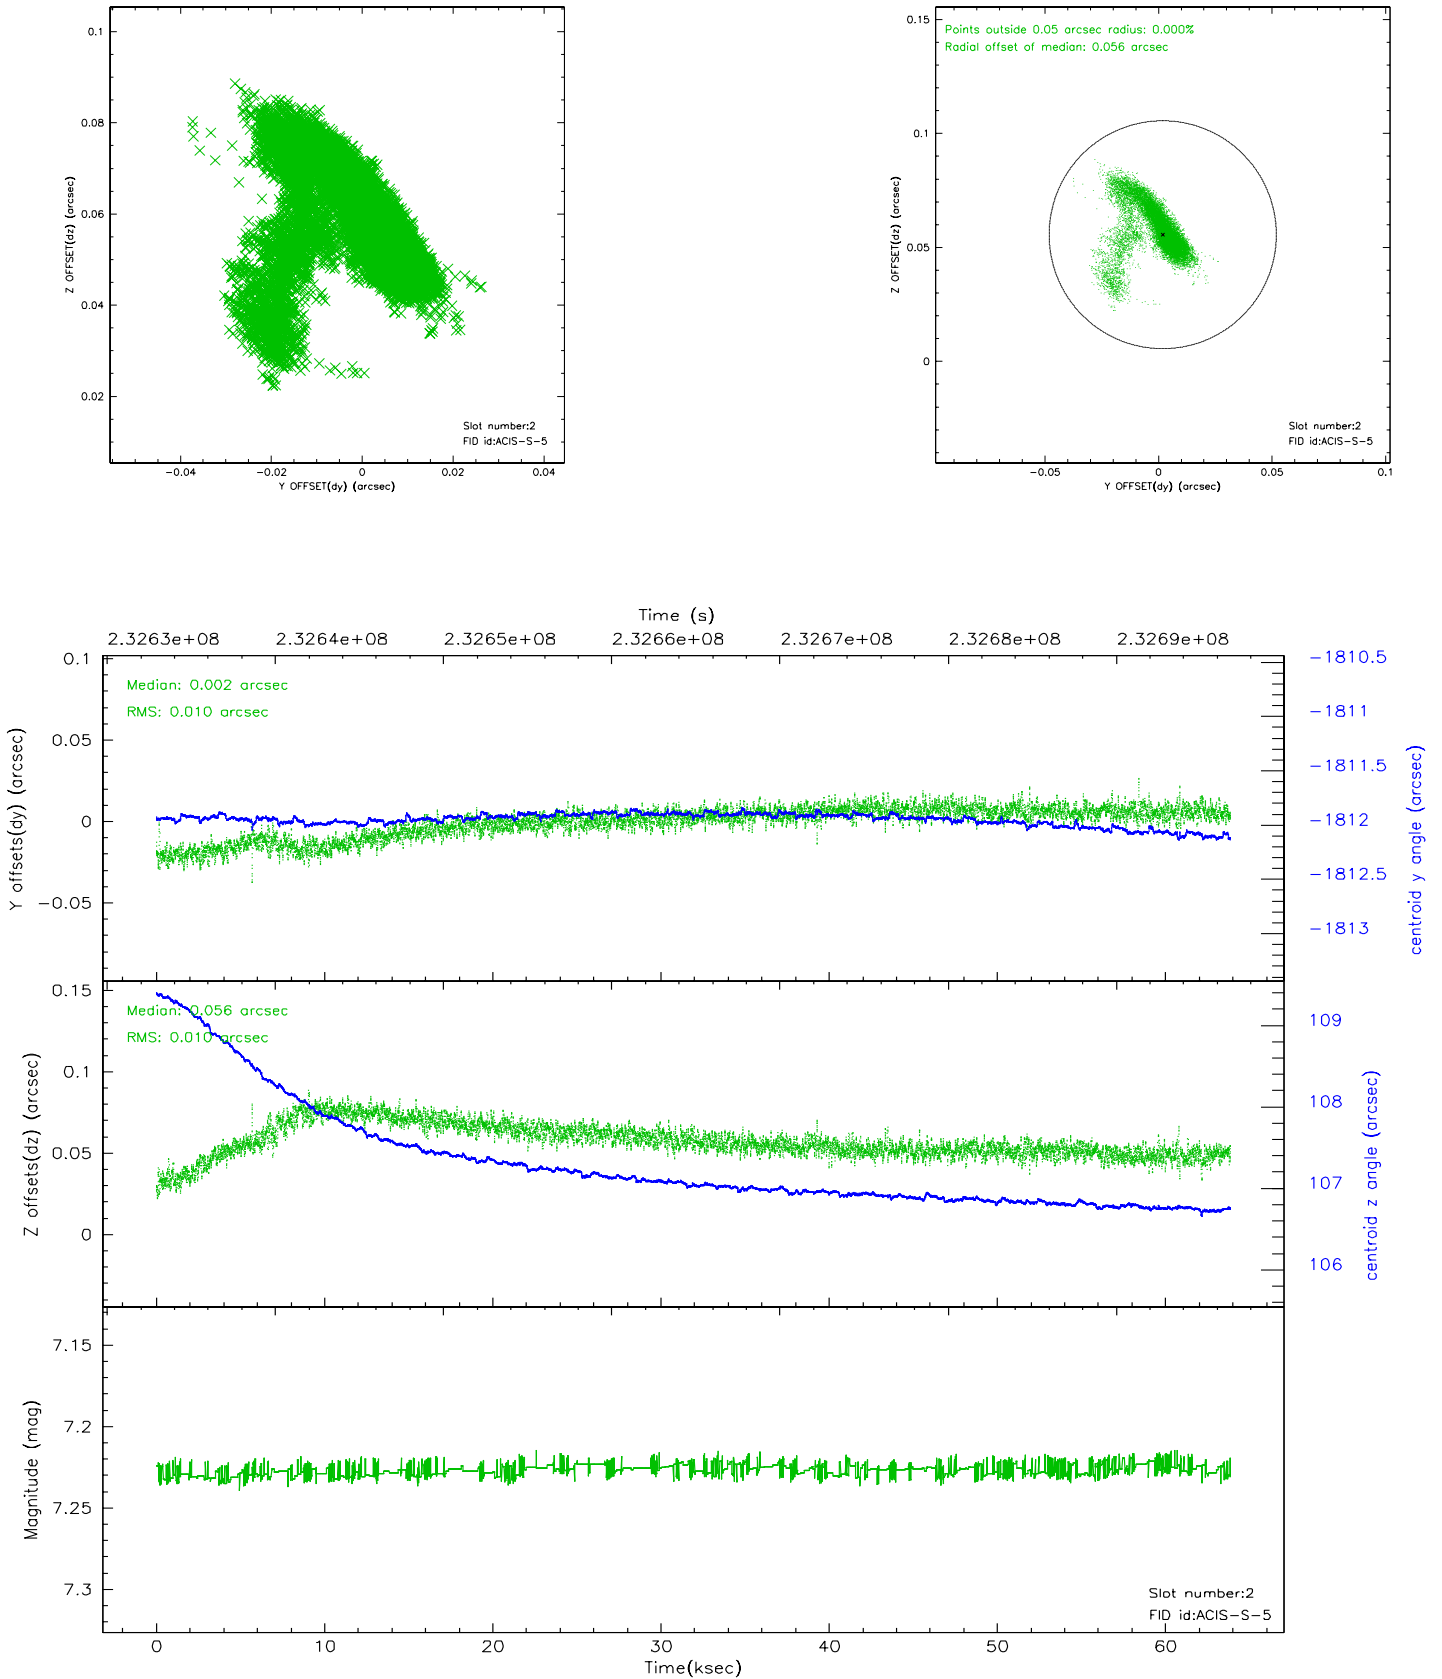 0.1
0.08
0.06
0.04
0.02
Z OFFSET(dz) (arcsec)
−0.04 −0.02 0 0.02 0.04
Y OFFSET(dy) (arcsec)
Slot number:2
FID id:ACIS−S−5
Points outside 0.05 arcsec radius: 0.000%
Radial offset of median: 0.056 arcsec
0.15
0.1
0.05
0
Z OFFSET(dz) (arcsec)
−0.05 0 0.05 0.1
Y OFFSET(dy) (arcsec)
Slot number:2
FID id:ACIS−S−5
Time (s)
2.3263e+08 2.3264e+08 2.3265e+08 2.3266e+08 2.3267e+08 2.3268e+08 2.3269e+08
Median: 0.002 arcsec
RMS: 0.010 arcsec
0.1
0.05
0
−0.05
Y offsets(dy) (arcsec)
−1810.5
−1811
−1811.5
−1812
−1812.5
−1813
centroid y angle (arcsec)
Median: 0.056 arcsec
RMS: 0.010 arcsec
0.15
0.1
0.05
0
Z offsets(dz) (arcsec)
109
108
107
106
centroid z angle (arcsec)
7.15
7.2
7.25
7.3
Magnitude (mag)
Slot number:2
FID id:ACIS−S−5
0 10 20 30 40 50 60
Time(ksec)